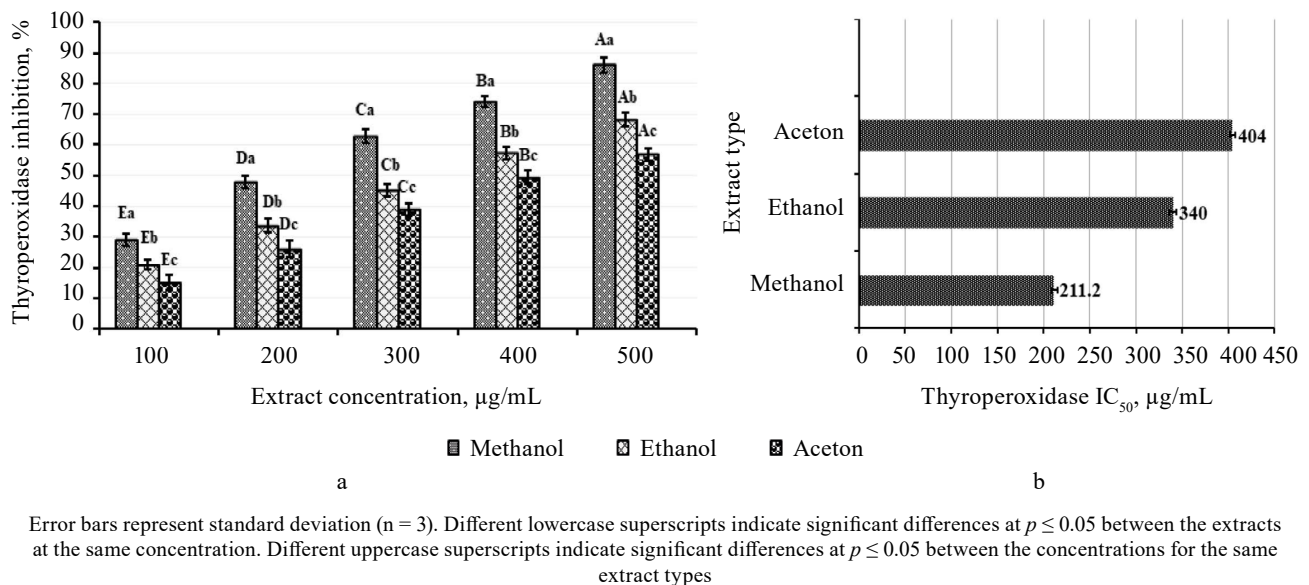 Thyroperoxidase inhibition, %
100
90
80
70
60
50
40
30
20
10
0
Ea
Eb
Ec
Da
Db
Dc
Ca
Cb
Cc
Ba
Bb
Bc
Aa
Ab
Ac
100 200 300 400 500
Extract concentration, µg/mL
Extract type
Aceton
Ethanol
Methanol
404
340
211.2
0 50 100 150 200 250 300 350 400 450
Thyroperoxidase IC50, µg/mL
Methanol Ethanol Aceton
a
b
Error bars represent standard deviation (n = 3). Different lowercase superscripts indicate significant differences at p ≤ 0.05 between the extracts
at the same concentration. Different uppercase superscripts indicate significant differences at p ≤ 0.05 between the concentrations for the same
extract types